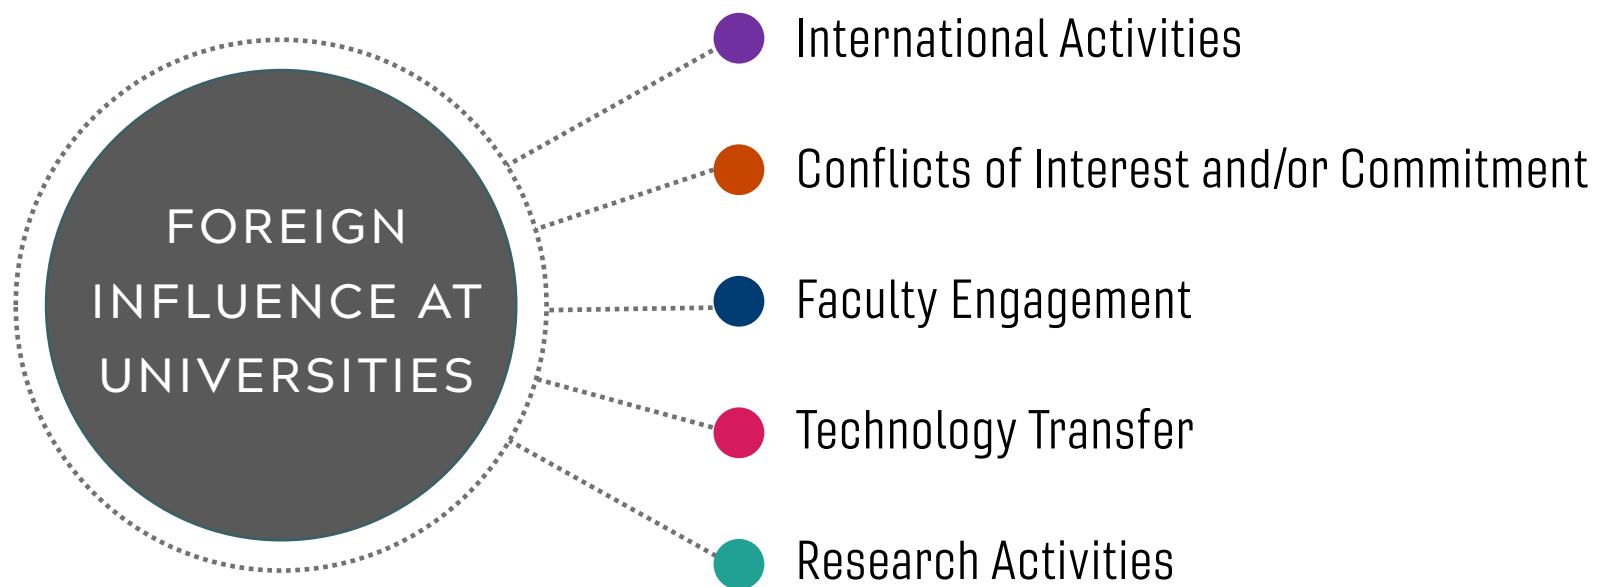 FOREIGN
INFLUENCE AT
UNIVERSITIES
International Activities
Conflicts of Interest and/or Commitment
Faculty Engagement
Technology Transfer
Research Activities